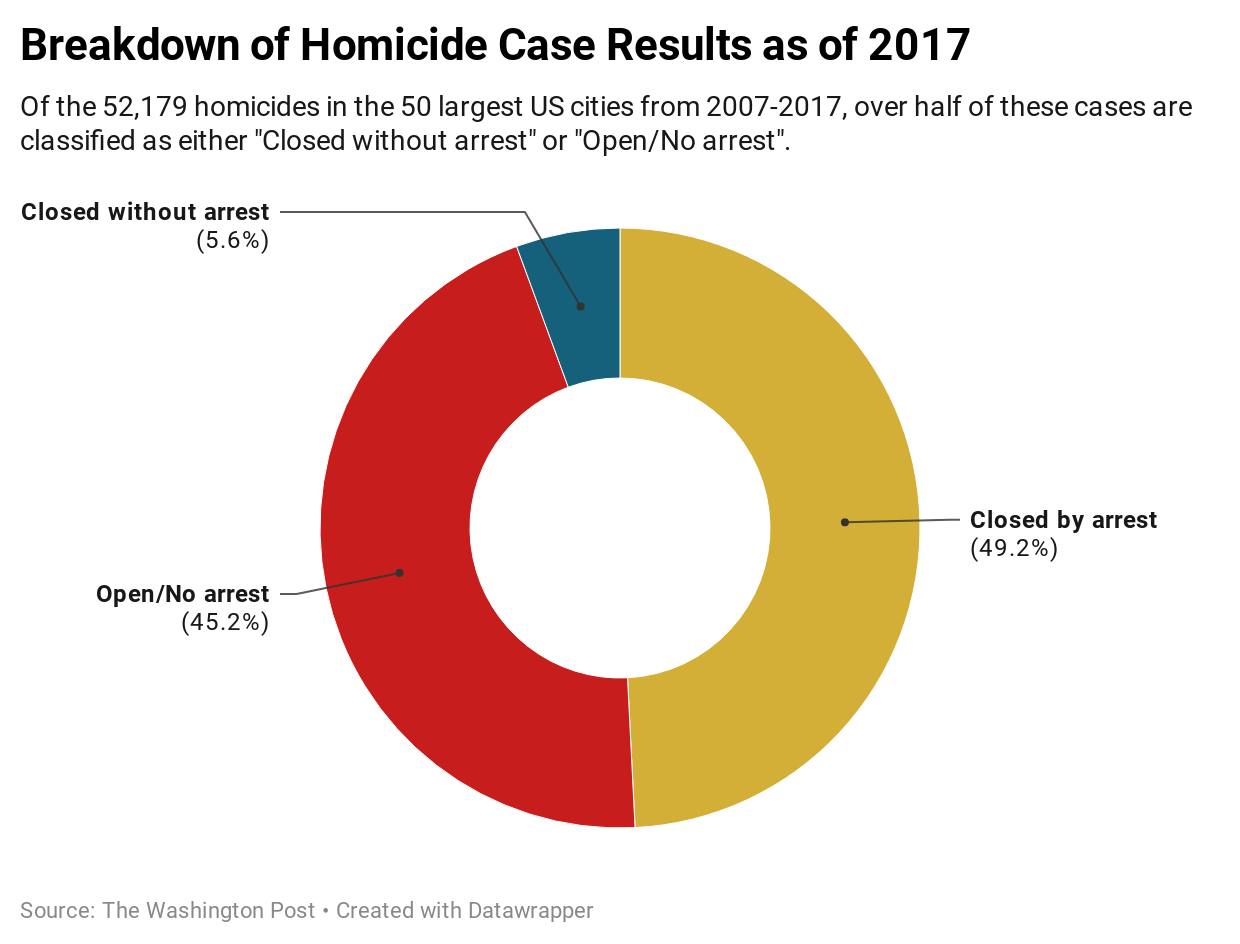 Breakdown of Homicide Case Results as of 2017
Of the 52,179 homicides in the 50 largest US cities from 2007-2017, over half of these cases are
classified as either "Closed without arrest" or "Open/No arrest".
Closed without arrest
(5.6%)
Closed by arrest
(49.2%)
Open/No arrest
(45.2%)
Source: The Washington Post • Created with Datawrapper